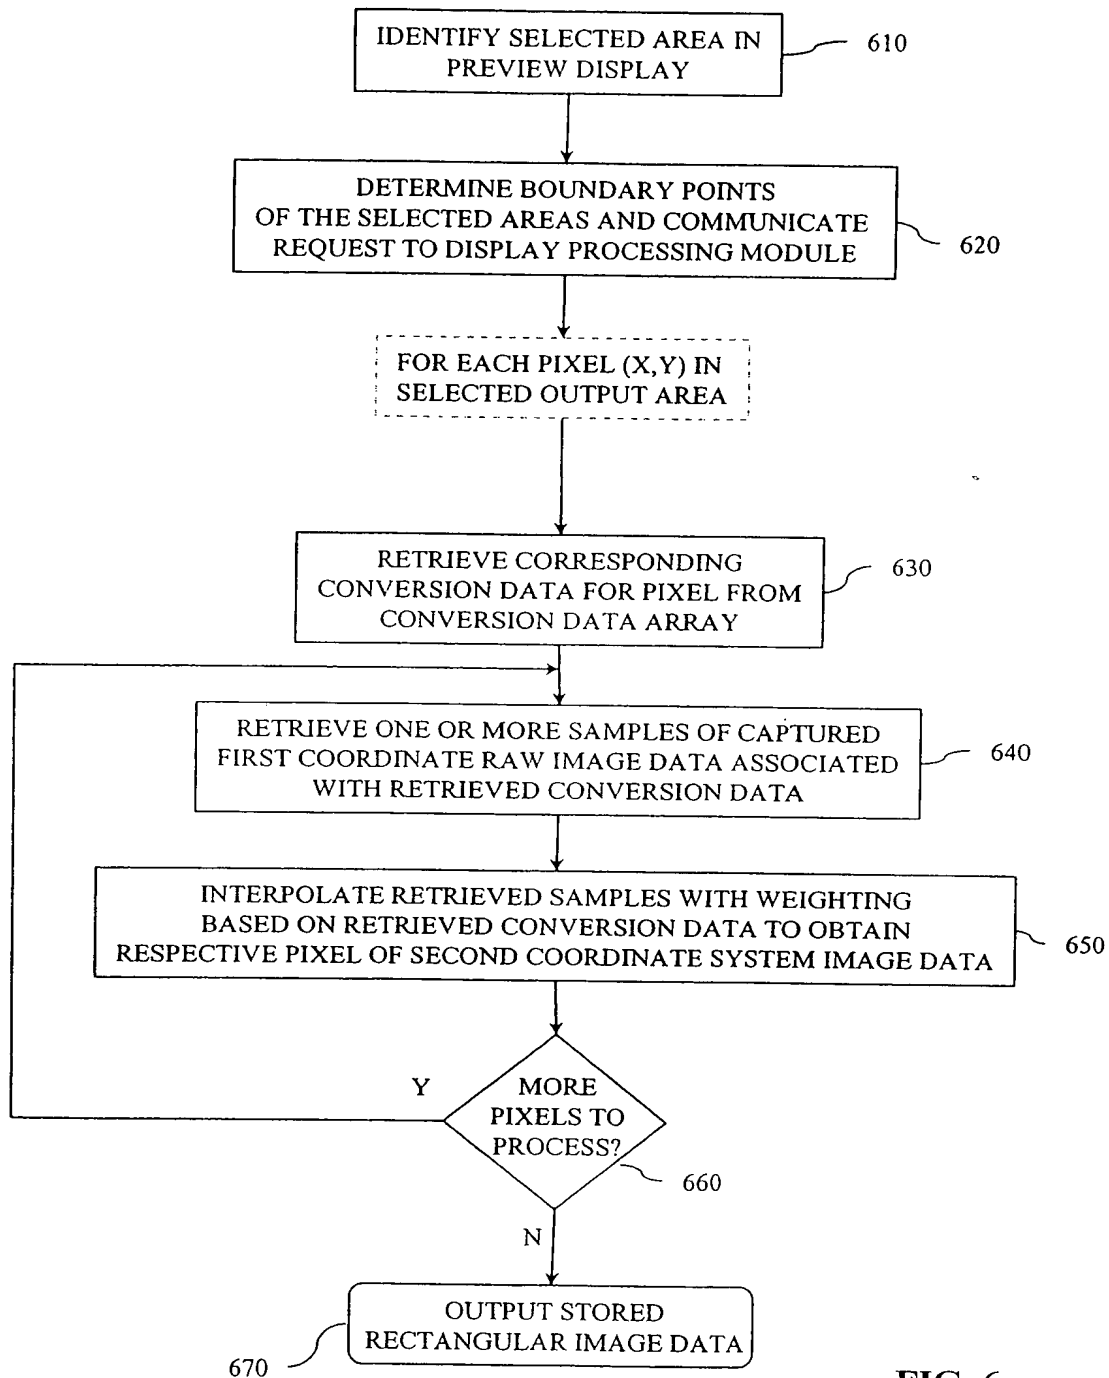 IDENTIFY SELECTED AREA IN
PREVIEW DISPLAY
610
DETERMINE BOUNDARY POINTS
OF THE SELECTED AREAS AND COMMUNICATE
REQUEST TO DISPLAY PROCESSING MODULE
620
FOR EACH PIXEL (X,Y) IN
SELECTED OUTPUT AREA
RETRIEVE CORRESPONDING
CONVERSION DATA FOR PIXEL FROM
CONVERSION DATA ARRAY
630
RETRIEVE ONE OR MORE SAMPLES OF CAPTURED
FIRST COORDINATE RAW IMAGE DATA ASSOCIATED
WITH RETRIEVED CONVERSION DATA
640
INTERPOLATE RETRIEVED SAMPLES WITH WEIGHTING
BASED ON RETRIEVED CONVERSION DATA TO OBTAIN
RESPECTIVE PIXEL OF SECOND COORDINATE SYSTEM IMAGE DATA
650
Y
MORE
PIXELS TO
PROCESS?
660
N
OUTPUT STORED
RECTANGULAR IMAGE DATA
670
FIG. 6